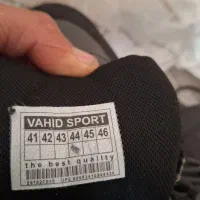 VAHID SPORT
41 42 43 44 45 46
the best quality